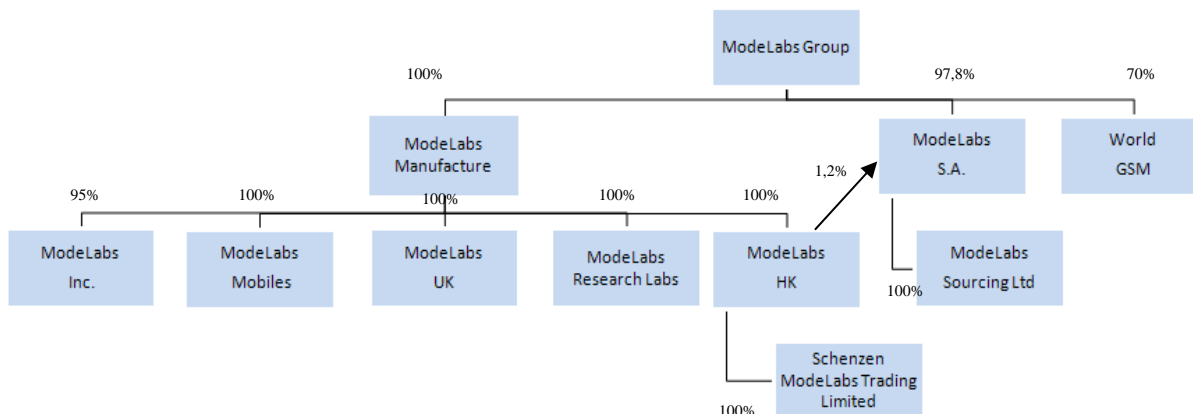 ModeLabs Group
100%
97,8%
70%
ModeLabs
Manufacture
ModeLabs
S.A.
World
GSM
1,2%
95%
100%
100%
100%
100%
ModeLabs
Inc.
ModeLabs
Mobiles
ModeLabs
UK
ModeLabs
Research Labs
ModeLabs
HK
ModeLabs
Sourcing Ltd
100%
Schenzen
ModeLabs Trading
Limited
100%